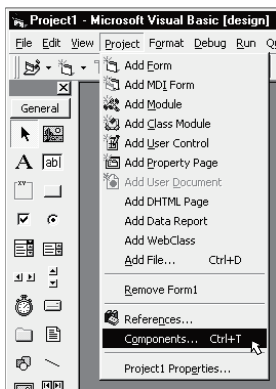 Project1 - Microsoft Visual Basic [design]
File Edit View Project Format Debug Run
General
Add Form
Add MDI Form
Add Module
Add Class Module
Add User Control
Add Property Page
Add User Document
Add DHTML Page
Add Data Report
Add WebClass
Add File... Ctrl+D
Remove Form1
References...
Components... Ctrl+T
Project1 Properties...
A ab
xv